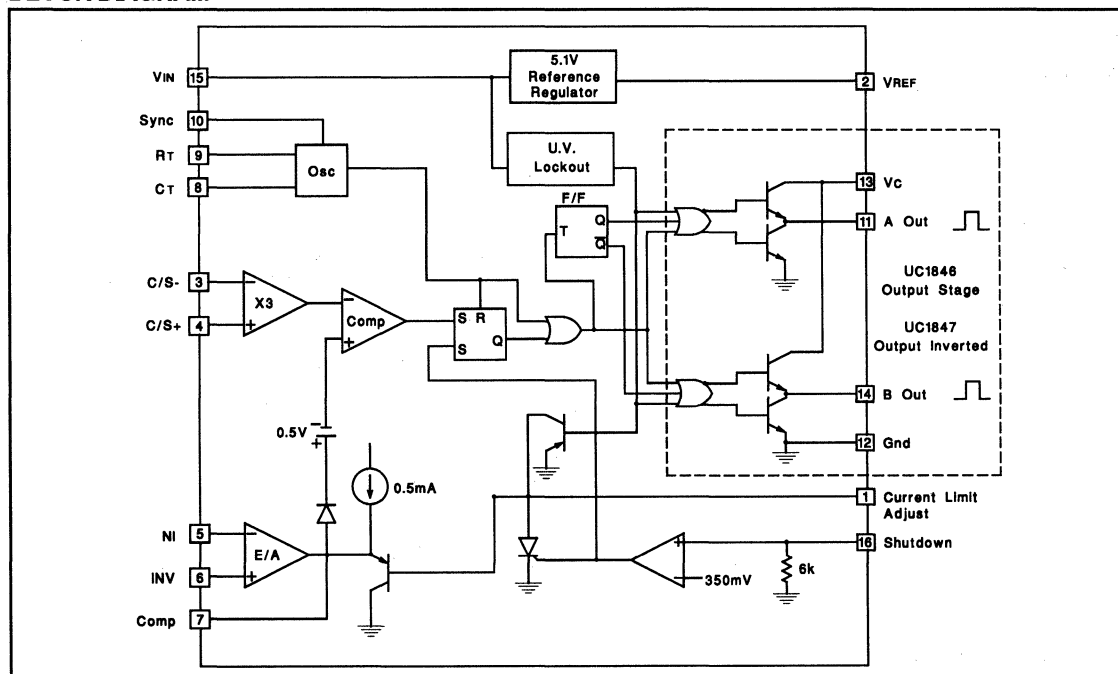 VIN 15
5.1V
Reference
Regulator
2 VREF
Sync 10
RT 9
Osc
U.V.
Lockout
CT 8
13 VC
F/F
T Q
Q
11 A Out
C/S- 3
X3
UC1846
Output Stage
Comp
S R
Q
S
C/S+ 4
UC1847
Output Inverted
14 B Out
0.5V
12 Gnd
0.5mA
1 Current Limit
Adjust
NI 5
16 Shutdown
E/A
6k
INV 6
350mV
Comp 7